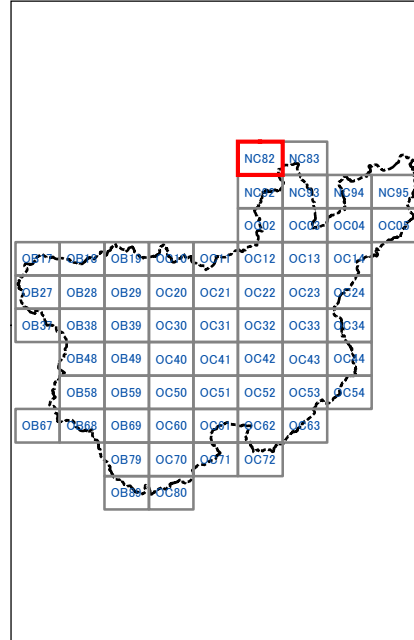 NC82 NC83
NC92 NC93 NC94 NC95
OC02 OC03 OC04 OC05
OB17 OB18 OB19 OC10 OC11 OC12 OC13 OC14
OB27 OB28 OB29 OC20 OC21 OC22 OC23 OC24
OB37 OB38 OB39 OC30 OC31 OC32 OC33 OC34
OB48 OB49 OC40 OC41 OC42 OC43 OC44
OB58 OB59 OC50 OC51 OC52 OC53 OC54
OB67 OB68 OB69 OC60 OC61 OC62 OC63
OB79 OC70 OC71 OC72
OB89 OC80